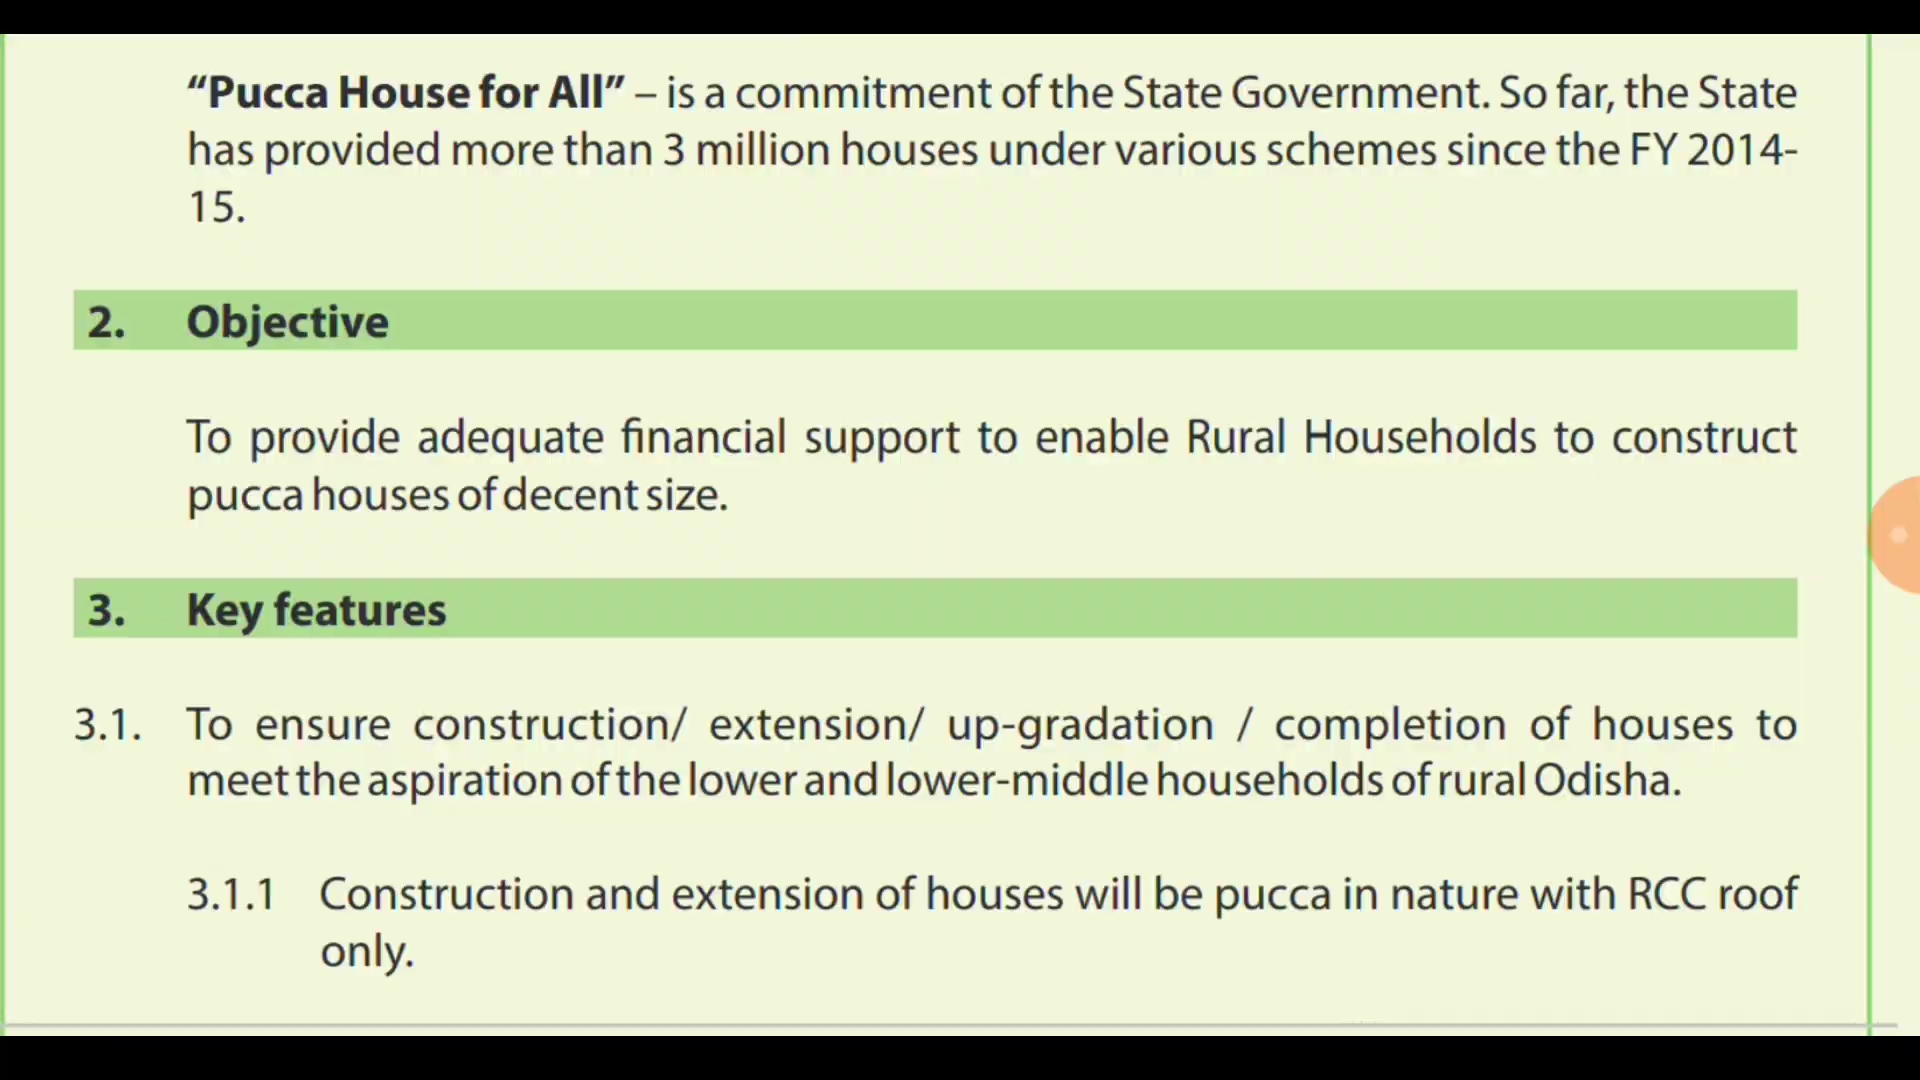 “Pucca House for All” – is a commitment of the State Government. So far, the State
has provided more than 3 million houses under various schemes since the FY 2014-
15.
2. Objective
To provide adequate financial support to enable Rural Households to construct
pucca houses of decent size.
3. Key features
3.1. To ensure construction/ extension/ up-gradation / completion of houses to
meet the aspiration of the lower and lower-middle households of rural Odisha.
3.1.1 Construction and extension of houses will be pucca in nature with RCC roof
only.